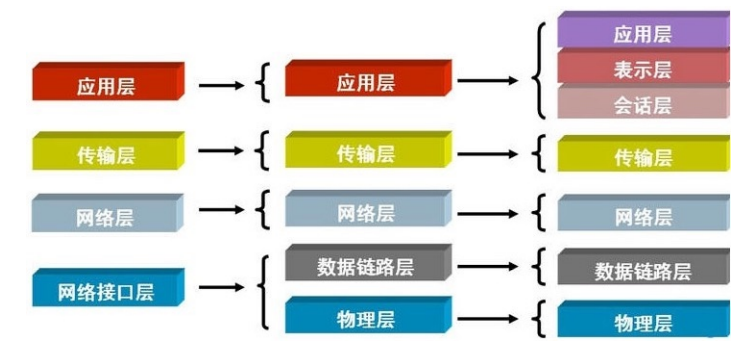 应用层
传输层
网络层
网络接口层
应用层
传输层
网络层
数据链路层
物理层
应用层
表示层
会话层
传输层
网络层
数据链路层
物理层